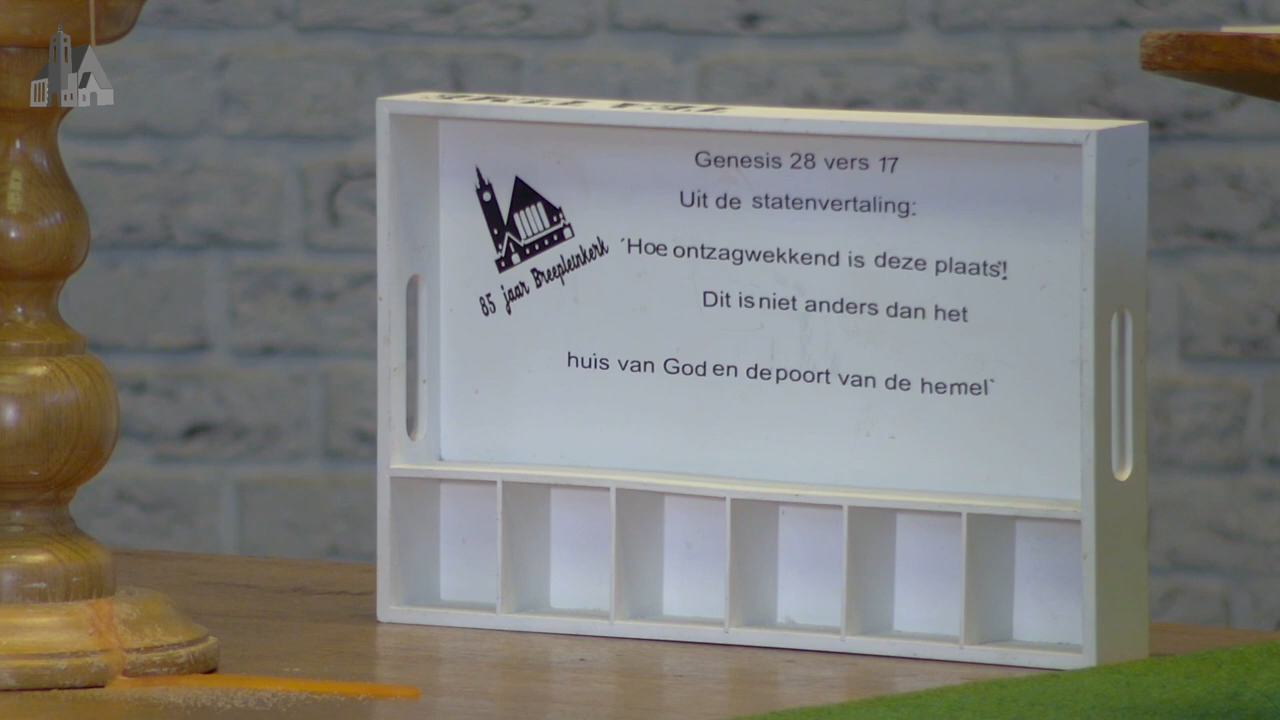 Genesis 28 vers 17
Uit de statenvertaling:
´Hoe ontzagwekkend is deze plaats!
Dit is niet anders dan het
huis van God en de poort van de hemel`
85 jaar Breepleinkerk